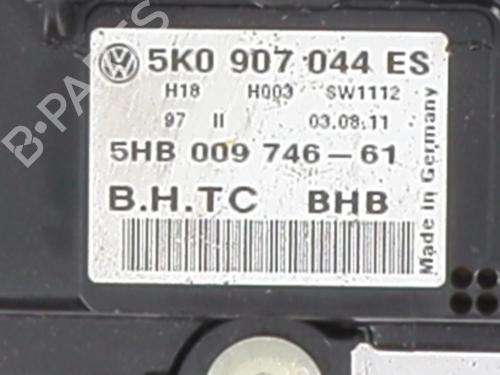 5K0 907 044 ES
H18 H003 SW1112
97 II 03.08.11
5HB 009 746-61
B.H.TC BHB
Made in Germany
B-PARTS